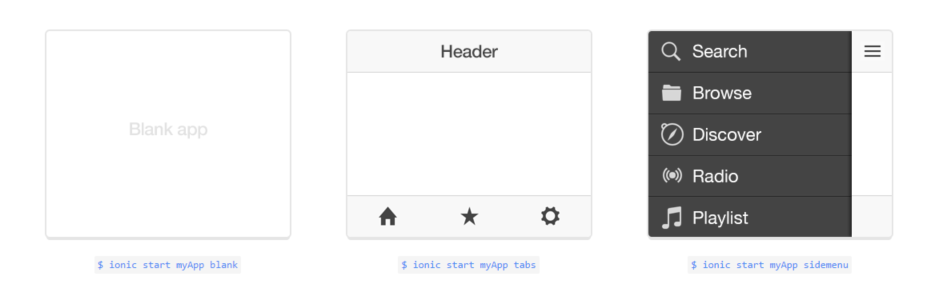 Blank app
$ ionic start myApp blank
Header
$ ionic start myApp tabs
Search
Browse
Discover
Radio
Playlist
$ ionic start myApp sidemenu